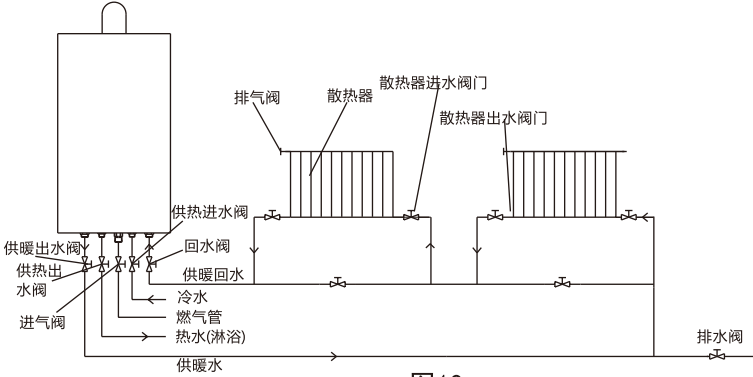 散热器进水阀门
排气阀
散热器
散热器出水阀门
供热进水阀
供暖出水阀
回水阀
供热出
水阀
供暖回水
冷水
进气阀
燃气管
热水(淋浴)
排水阀
供暖水